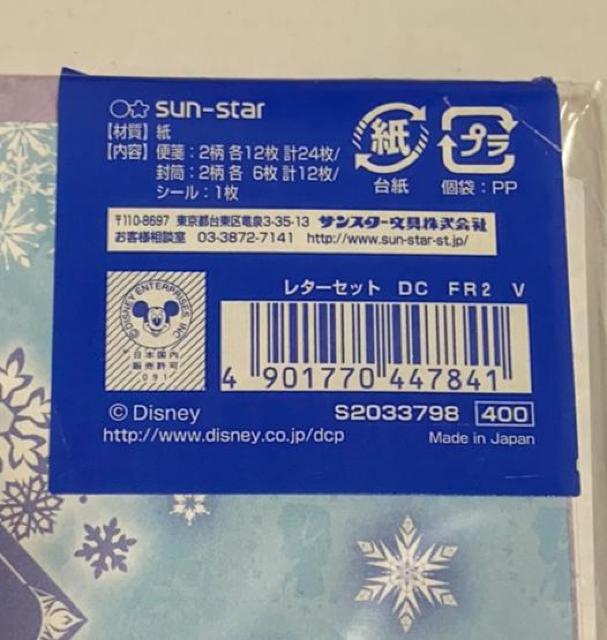 sun-star
【材質】紙
【内容】便箋：2柄 各12枚 計24枚/
封筒：2柄 各 6枚 計12枚/
シール：1枚
紙
台紙
プラ
個袋：PP
〒110-8697 東京都台東区竜泉3-35-13 サンスター文具株式会社
お客様相談室 03-3872-7141 http://www.sun-star-st.jp/
©DISNEY ENTERPRISES INC
日本国内
販売許可
091
レターセット DC FR2 V
4 901770 447841
© Disney
S2033798 400
http://www.disney.co.jp/dcp
Made in Japan